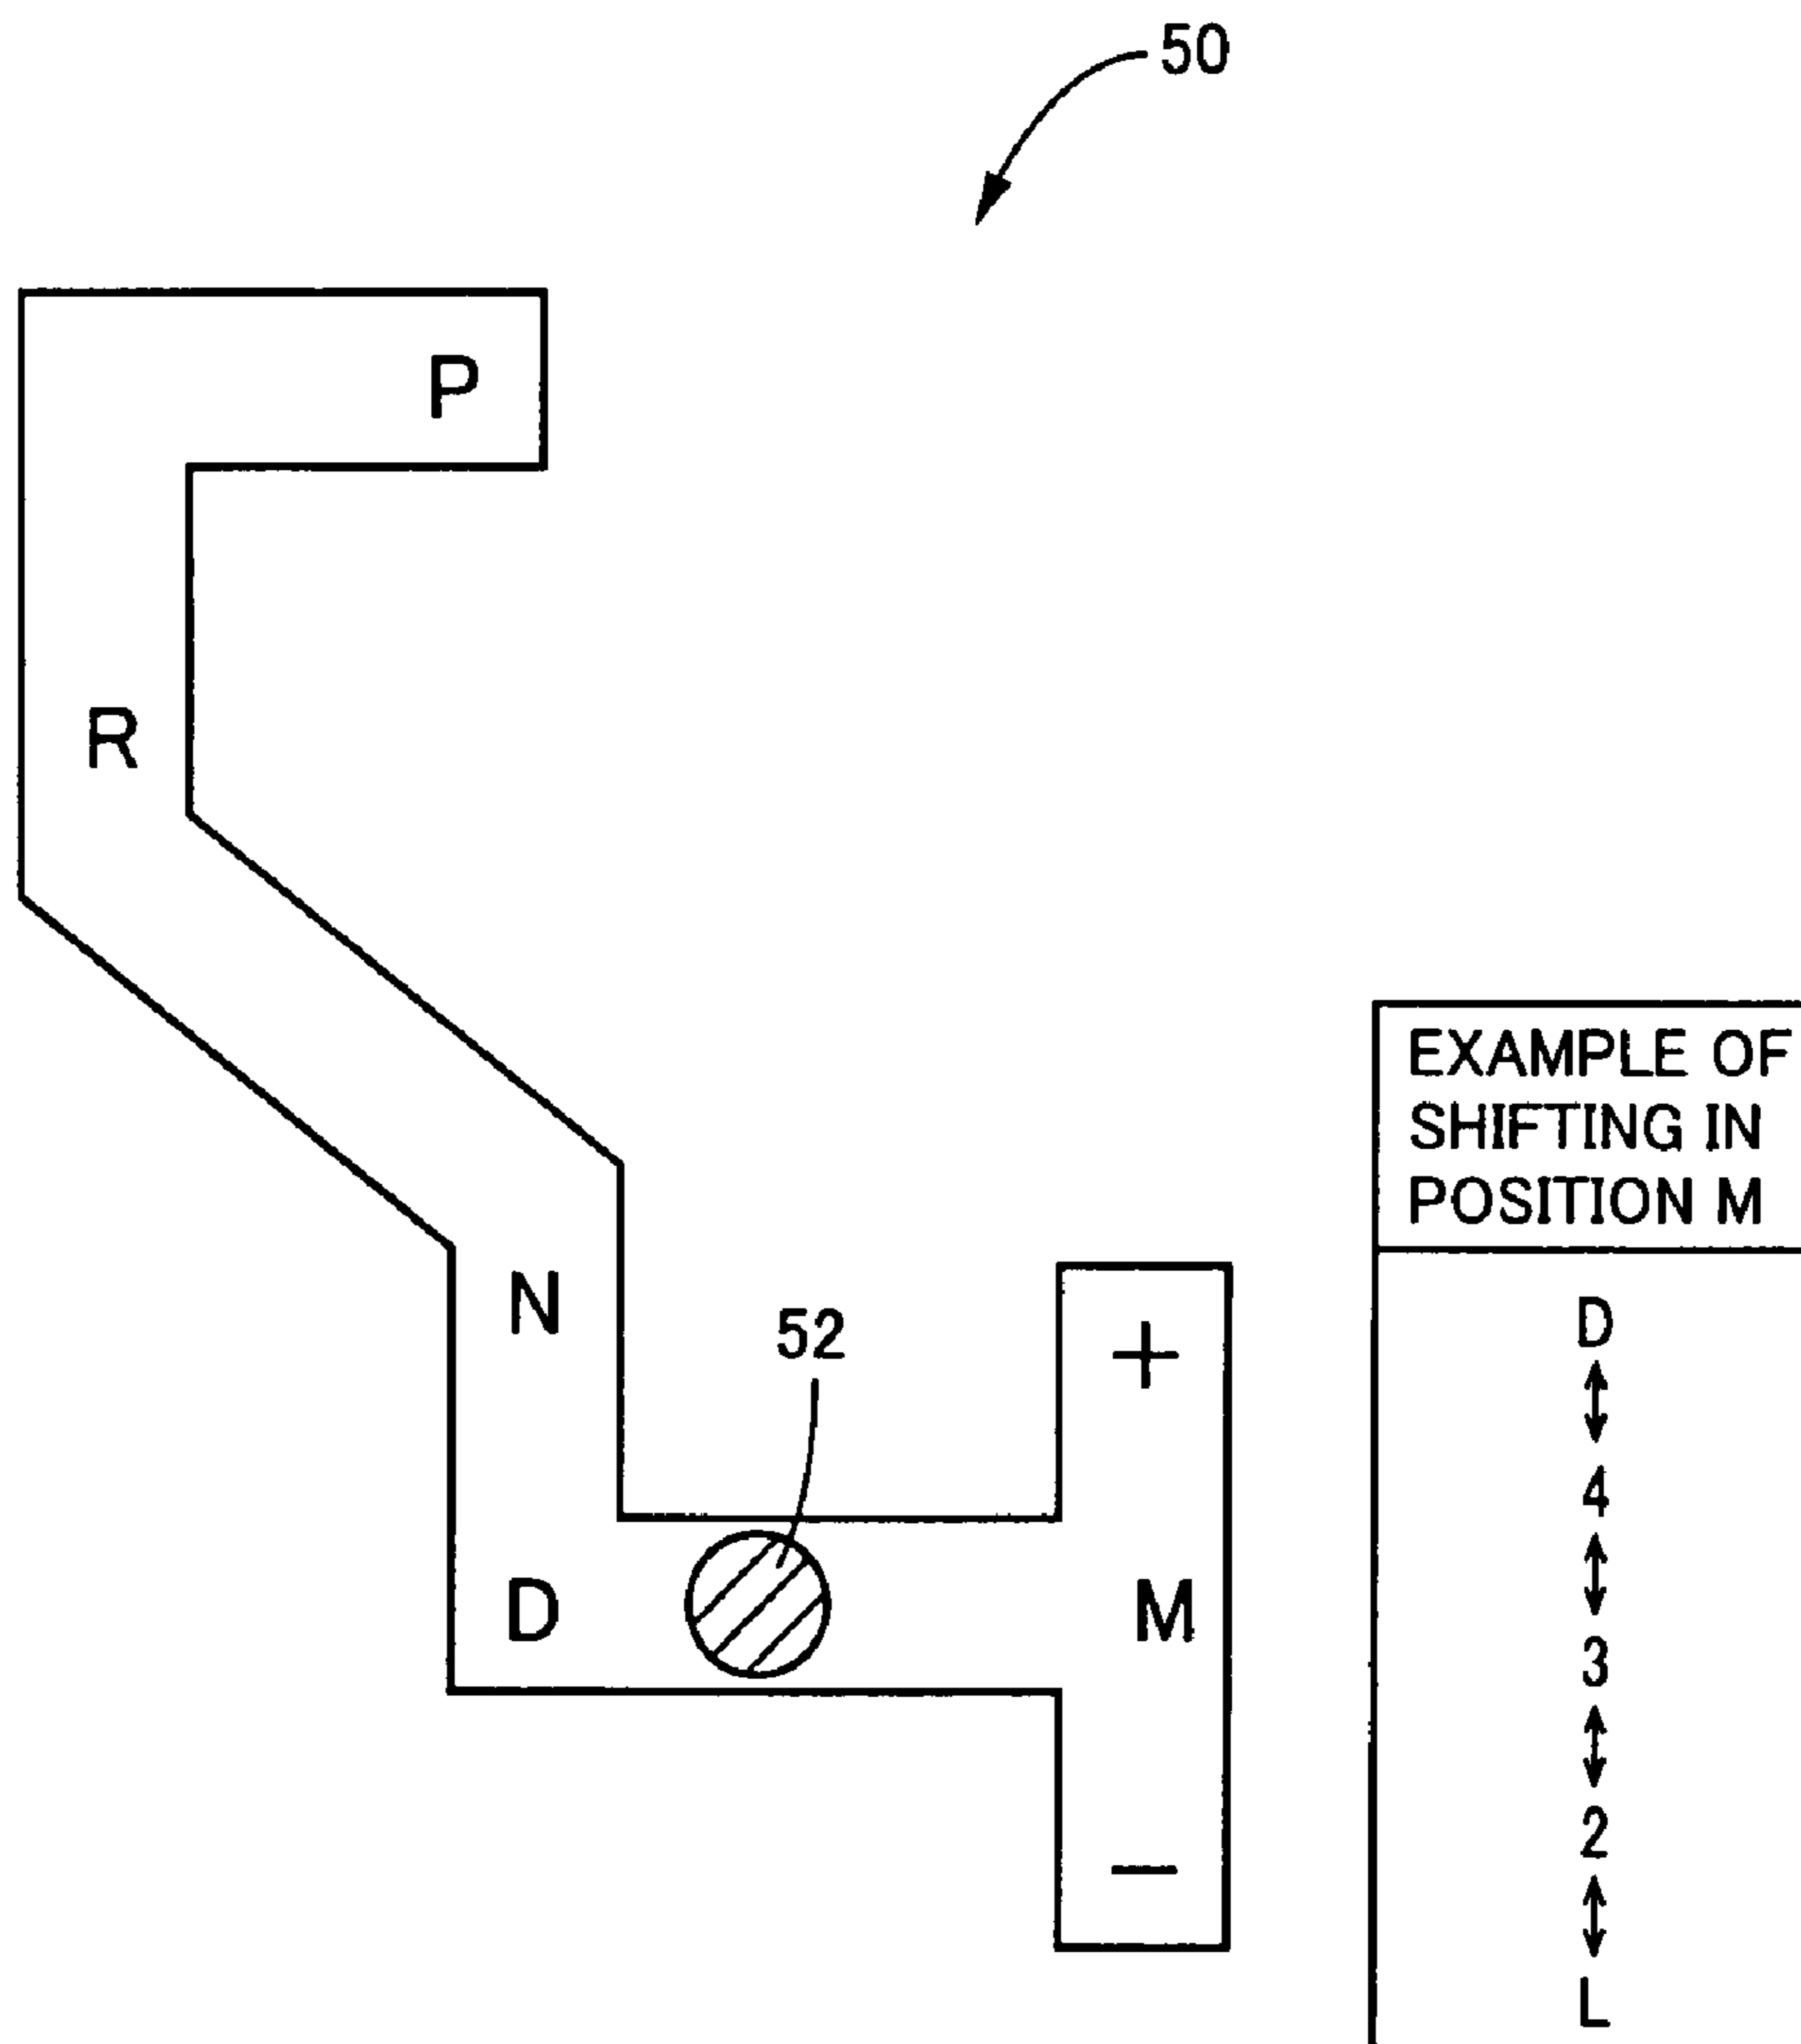 50
P
R
N
52
+
D
M
−
EXAMPLE OF
SHIFTING IN
POSITION M
D
4
3
2
L